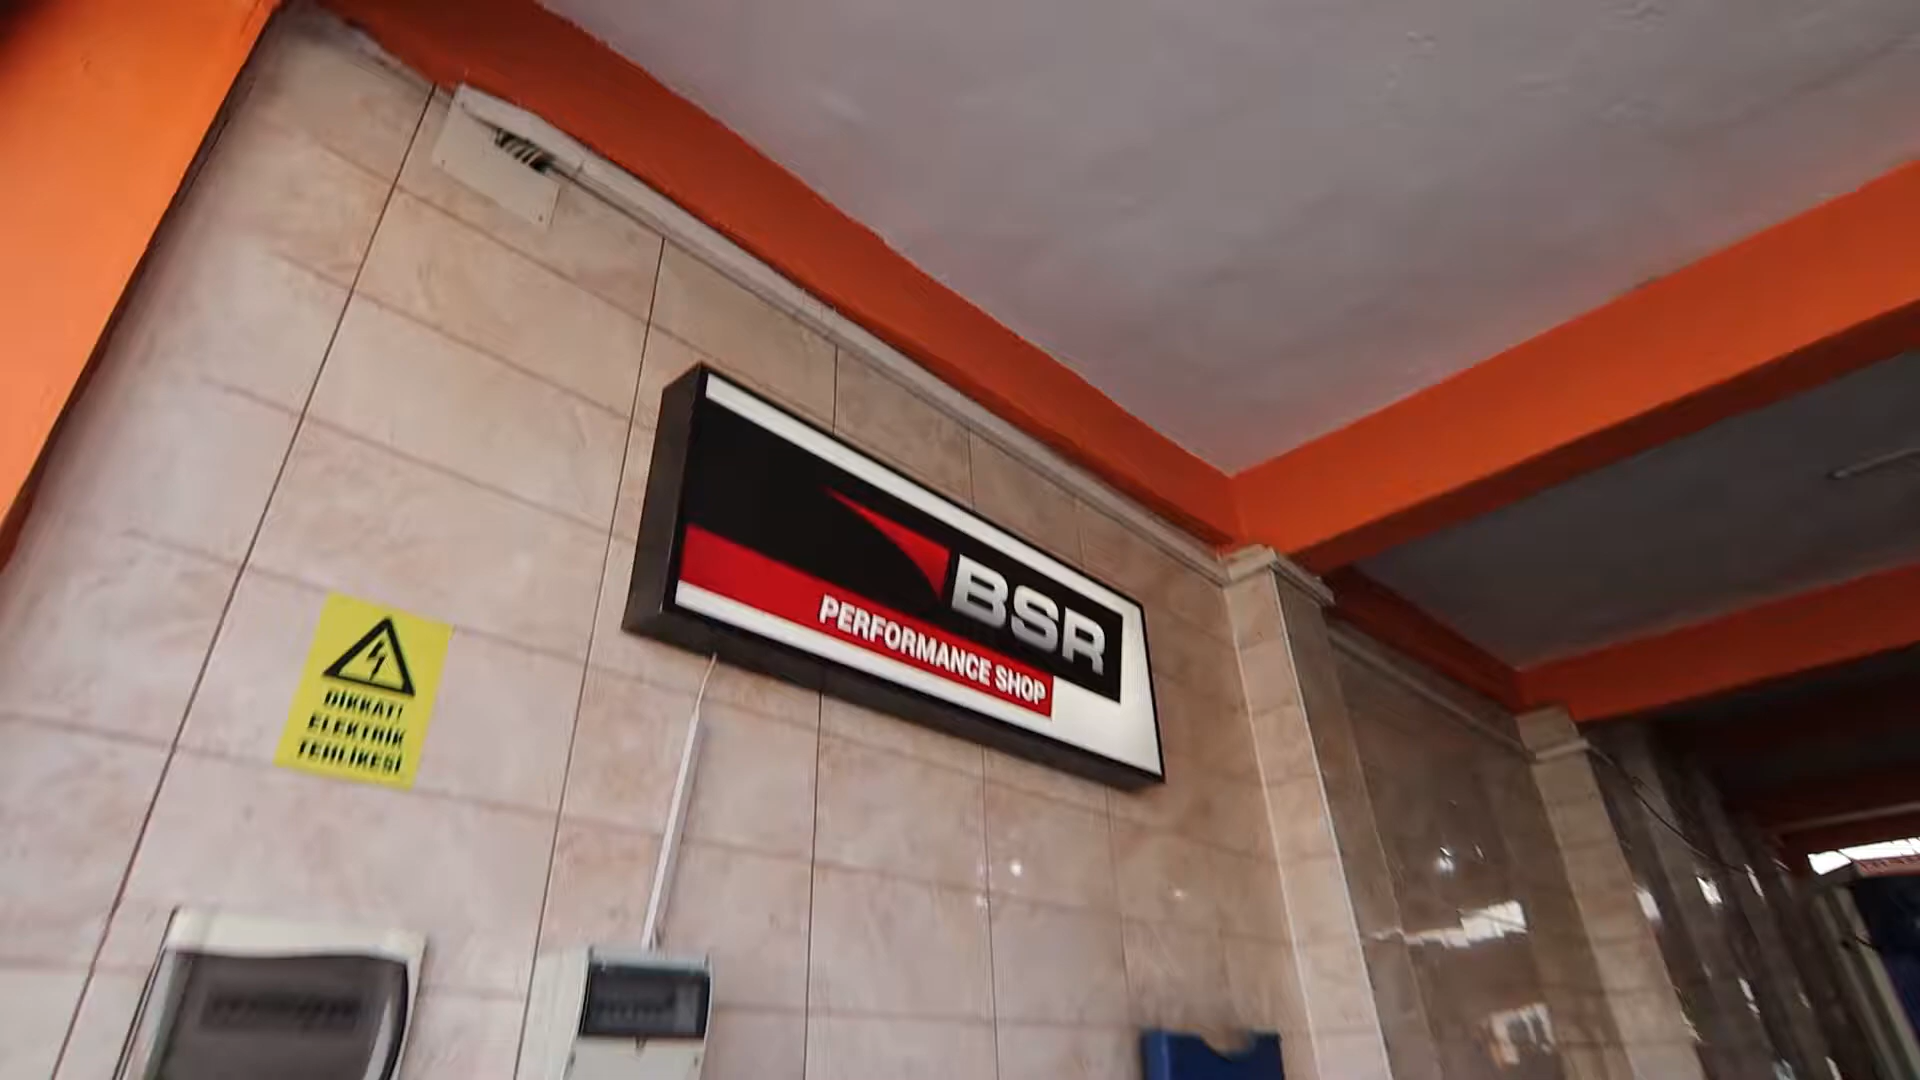 BSR
PERFORMANCE SHOP
DİKKAT!
ELEKTRİK
TEHLİKESİ